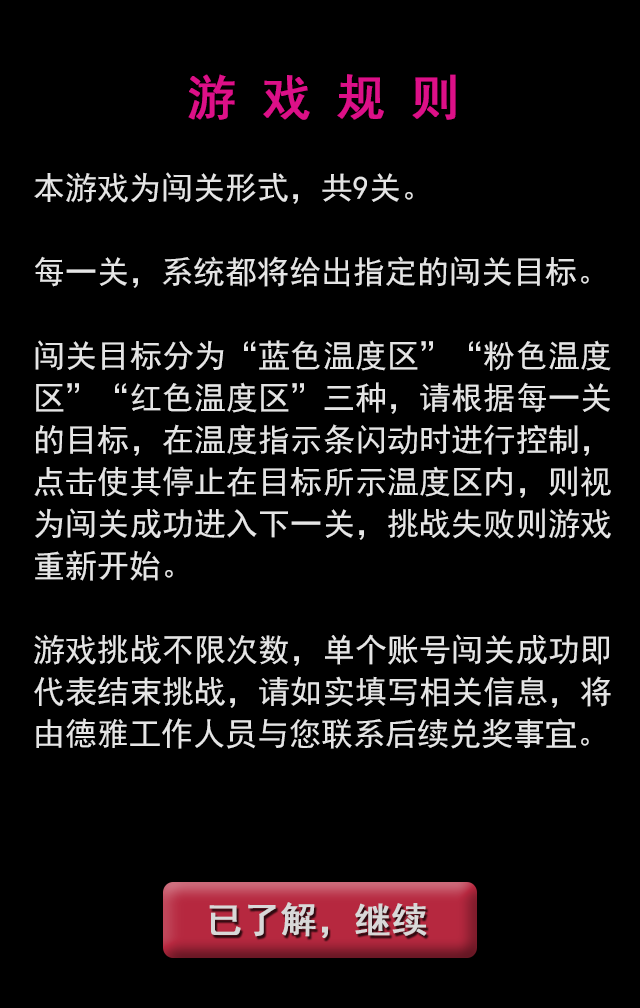 游戏规则
本游戏为闯关形式，共9关。
每一关，系统都将给出指定的闯关目标。
闯关目标分为“蓝色温度区”“粉色温度
区”“红色温度区”三种，请根据每一关
的目标，在温度指示条闪动时进行控制，
点击使其停止在目标所示温度区内，则视
为闯关成功进入下一关，挑战失败则游戏
重新开始。
游戏挑战不限次数，单个账号闯关成功即
代表结束挑战，请如实填写相关信息，将
由德雅工作人员与您联系后续兑奖事宜。
已了解，继续